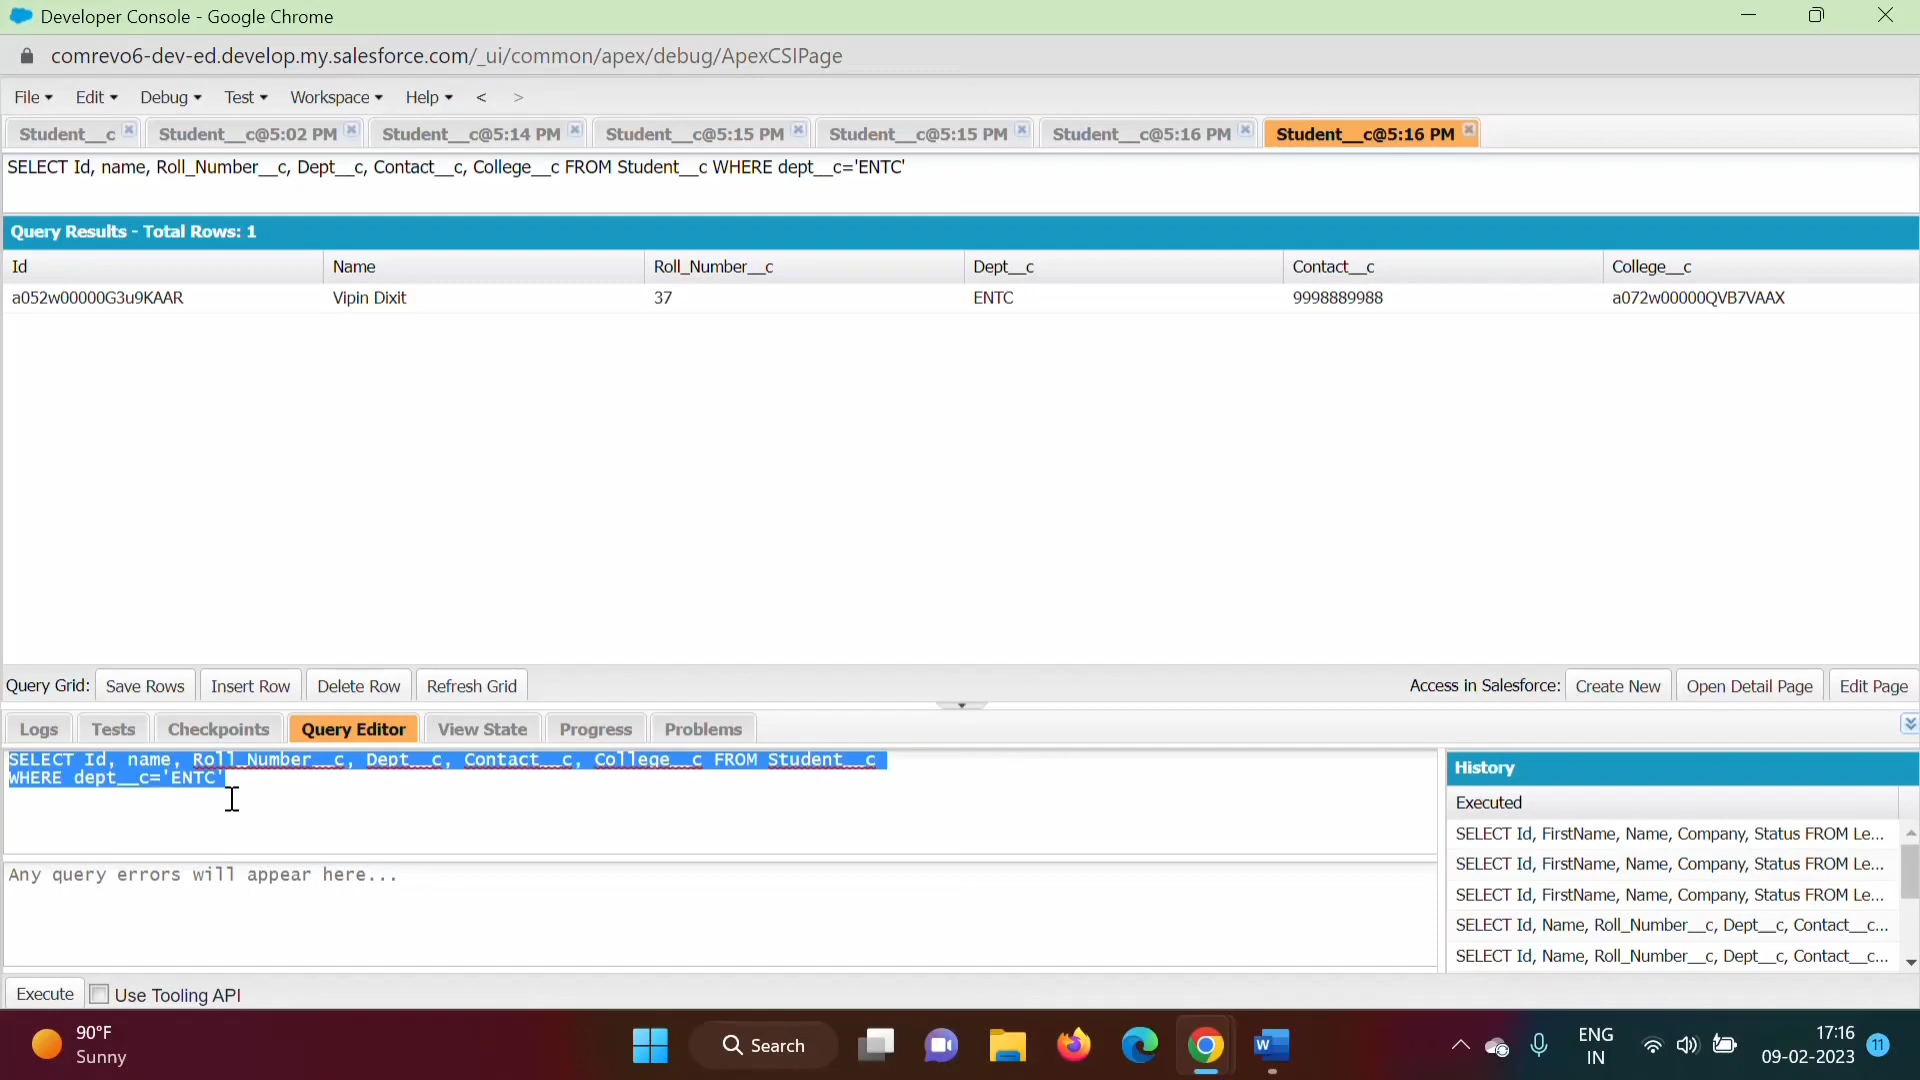 Developer Console - Google Chrome
comrevo6-dev-ed.develop.my.salesforce.com/_ui/common/apex/debug/ApexCSIPage
File Edit Debug Test Workspace Help < >
Student__c Student__c@5:02 PM Student__c@5:14 PM Student__c@5:15 PM Student__c@5:15 PM Student__c@5:16 PM Student__c@5:16 PM
SELECT Id, name, Roll_Number__c, Dept__c, Contact__c, College__c FROM Student__c WHERE dept__c='ENTC'
Query Results - Total Rows: 1
Id Name Roll_Number__c Dept__c Contact__c College__c
a052w00000G3u9KAAR Vipin Dixit 37 ENTC 9998889988 a072w00000QVB7VAAX
Query Grid: Save Rows Insert Row Delete Row Refresh Grid Access in Salesforce: Create New Open Detail Page Edit Page
Logs Tests Checkpoints Query Editor View State Progress Problems
SELECT Id, name, Roll_Number__c, Dept__c, Contact__c, College__c FROM Student__c
WHERE dept__c='ENTC'
Any query errors will appear here...
History
Executed
SELECT Id, FirstName, Name, Company, Status FROM Le...
SELECT Id, FirstName, Name, Company, Status FROM Le...
SELECT Id, FirstName, Name, Company, Status FROM Le...
SELECT Id, Name, Roll_Number__c, Dept__c, Contact__c...
SELECT Id, Name, Roll_Number__c, Dept__c, Contact__c...
Execute Use Tooling API
90°F
Sunny
Search
W
ENG
IN
17:16
09-02-2023
11